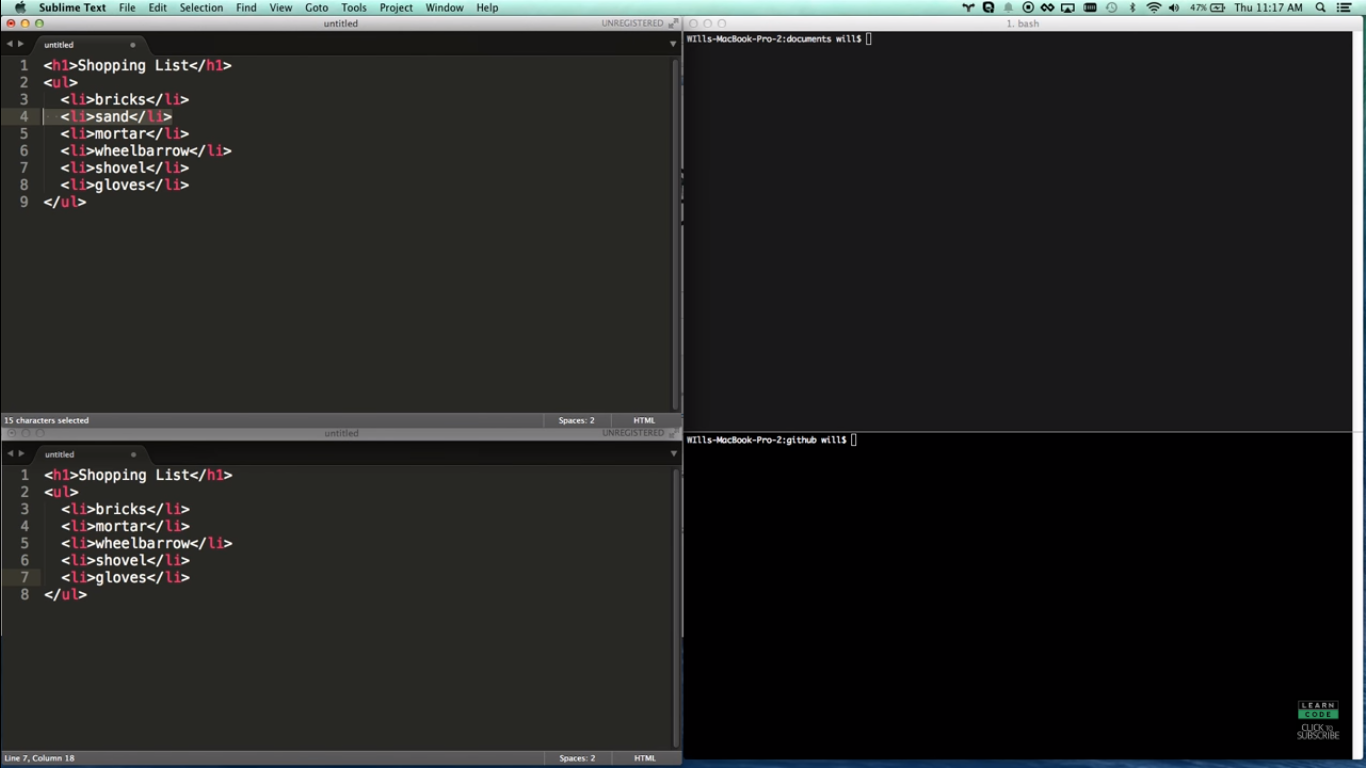 Sublime Text File Edit Selection Find View Goto Tools Project Window Help 47% Thu 11:17 AM
untitled UNREGISTERED
untitled
1 <h1>Shopping List</h1>
2 <ul>
3 <li>bricks</li>
4 <li>sand</li>
5 <li>mortar</li>
6 <li>wheelbarrow</li>
7 <li>shovel</li>
8 <li>gloves</li>
9 </ul>
15 characters selected Spaces: 2 HTML
untitled UNREGISTERED
untitled
1 <h1>Shopping List</h1>
2 <ul>
3 <li>bricks</li>
4 <li>mortar</li>
5 <li>wheelbarrow</li>
6 <li>shovel</li>
7 <li>gloves</li>
8 </ul>
Line 7, Column 18 Spaces: 2 HTML
1. bash
WIlls-MacBook-Pro-2:documents will$
WIlls-MacBook-Pro-2:github will$
LEARN
CODE
CLICK TO
SUBSCRIBE